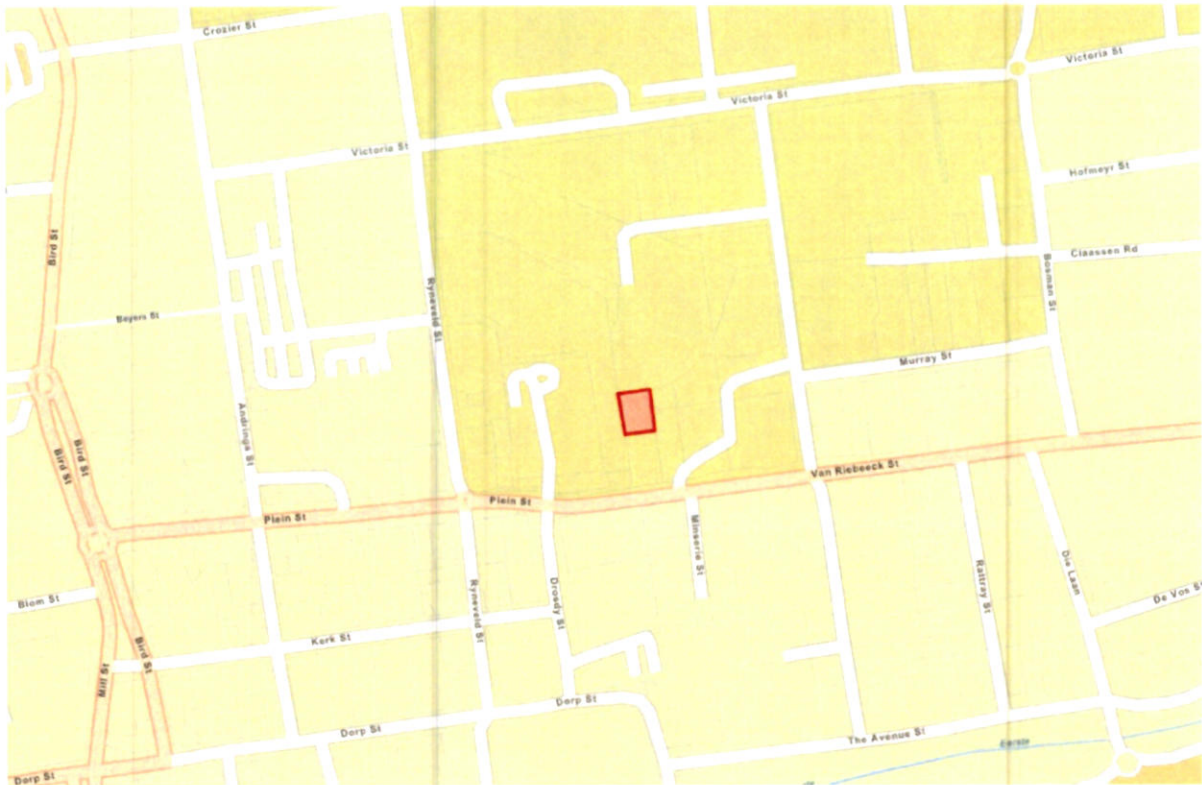 Crozier St
Victoria St
Victoria St
Victoria St
Hofmeyr St
Bird St
Claassen Rd
Bosman St
Ryneveld St
Beyers St
Murray St
Andringa St
Bird St
Bird St
Van Riebeeck St
Plein St
Plein St
Minserie St
Rattray St
Die Laan
Ryneveld St
Drosdy St
De Vos St
Blom St
Kerk St
Bird St
Mill St
Dorp St
Dorp St
The Avenue St
Eerste
Dorp St